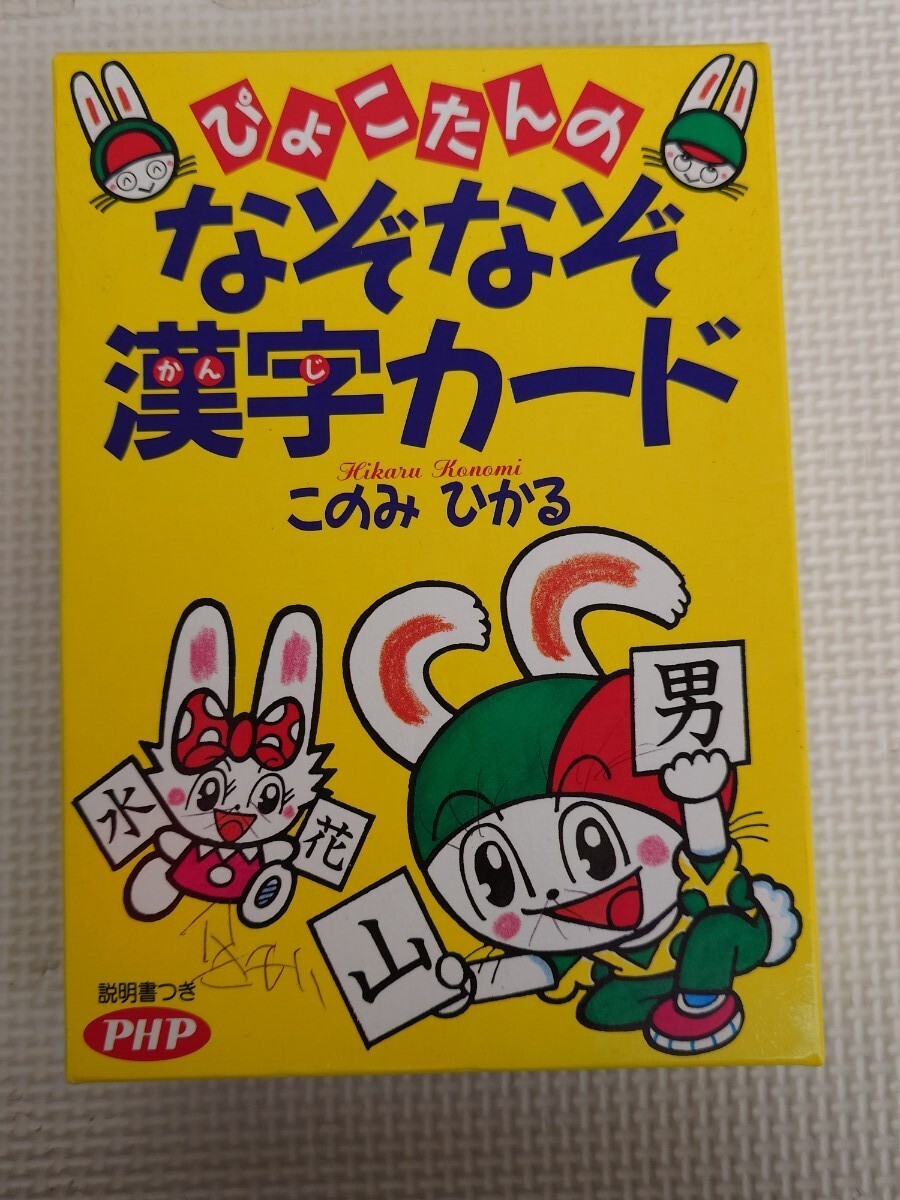 ぴょこたんの
なぞなぞ
漢字カード
かん じ
Hikaru Konomi
このみ ひかる
男
水
花
山
説明書つき
PHP